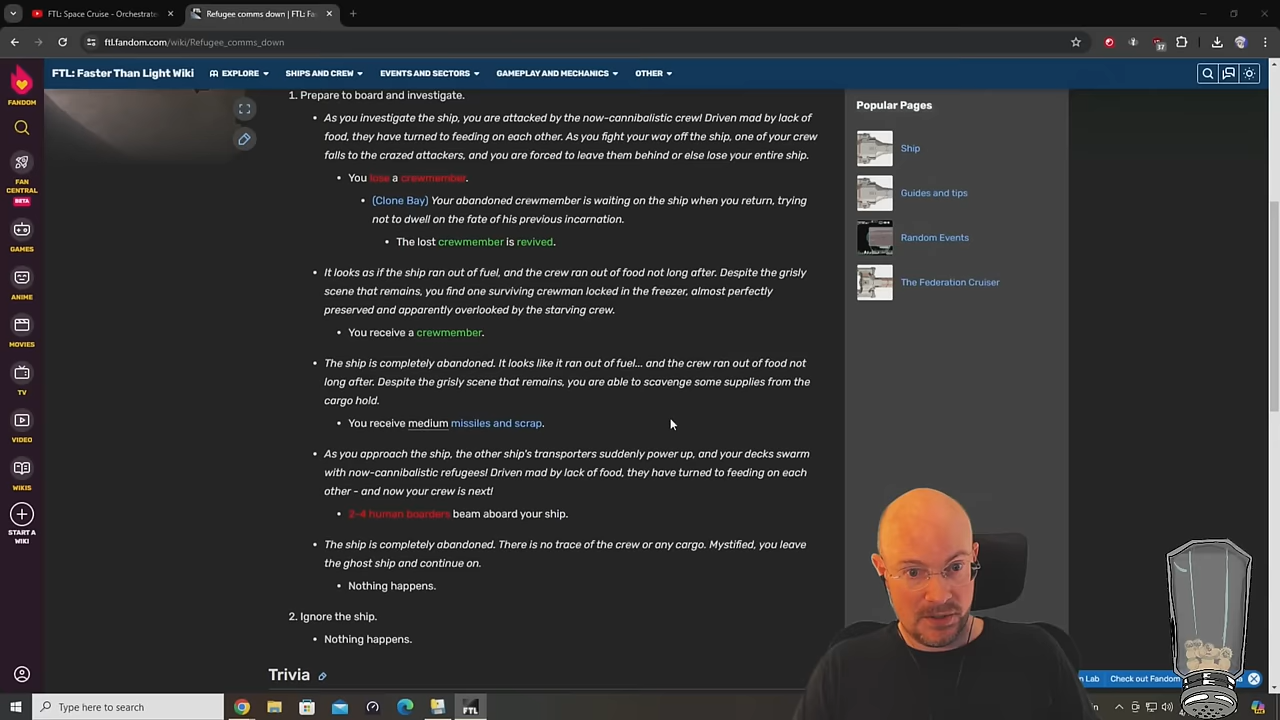 FTL: Space Cruise - Orchestrate
Refugee comms down | FTL: Fas
ftl.fandom.com/wiki/Refugee_comms_down
37
FTL: Faster Than Light Wiki
EXPLORE
SHIPS AND CREW
EVENTS AND SECTORS
GAMEPLAY AND MECHANICS
OTHER
FANDOM
FAN
CENTRAL
BETA
GAMES
ANIME
MOVIES
TV
VIDEO
WIKIS
START A
WIKI
1. Prepare to board and investigate.
As you investigate the ship, you are attacked by the now-cannibalistic crew! Driven mad by lack of
food, they have turned to feeding on each other. As you fight your way off the ship, one of your crew
falls to the crazed attackers, and you are forced to leave them behind or else lose your entire ship.
You lose a crewmember.
(Clone Bay) Your abandoned crewmember is waiting on the ship when you return, trying
not to dwell on the fate of his previous incarnation.
The lost crewmember is revived.
It looks as if the ship ran out of fuel, and the crew ran out of food not long after. Despite the grisly
scene that remains, you find one surviving crewman locked in the freezer, almost perfectly
preserved and apparently overlooked by the starving crew.
You receive a crewmember.
The ship is completely abandoned. It looks like it ran out of fuel... and the crew ran out of food not
long after. Despite the grisly scene that remains, you are able to scavenge some supplies from the
cargo hold.
You receive medium missiles and scrap.
As you approach the ship, the other ship's transporters suddenly power up, and your decks swarm
with now-cannibalistic refugees! Driven mad by lack of food, they have turned to feeding on each
other - and now your crew is next!
2-4 human boarders beam aboard your ship.
The ship is completely abandoned. There is no trace of the crew or any cargo. Mystified, you leave
the ghost ship and continue on.
Nothing happens.
2. Ignore the ship.
Nothing happens.
Trivia
Popular Pages
Ship
Guides and tips
Random Events
The Federation Cruiser
n Lab
Check out Fandom
Type here to search
FTL